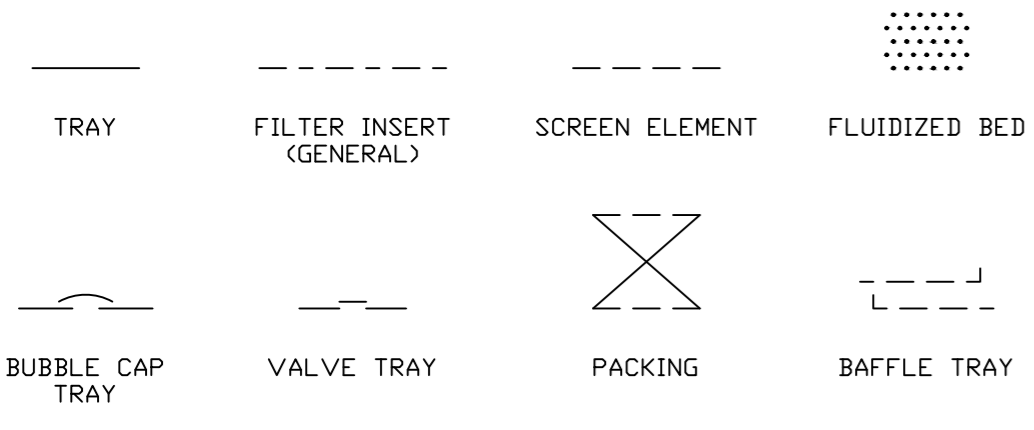 TRAY
FILTER INSERT
(GENERAL)
SCREEN ELEMENT
FLUIDIZED BED
BUBBLE CAP
TRAY
VALVE TRAY
PACKING
BAFFLE TRAY